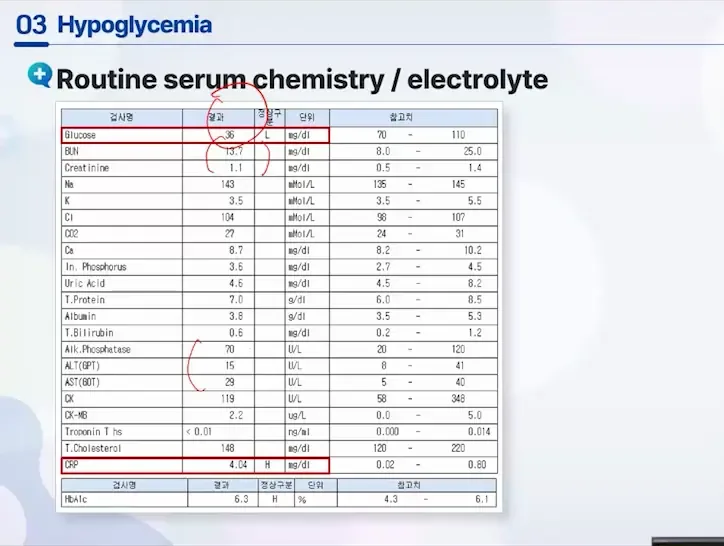 03 Hypoglycemia
Routine serum chemistry / electrolyte
검사명 결과 정상구분 단위 참고치
Glucose 36 L mg/dl 70 - 110
BUN 13.7 mg/dl 8.0 - 25.0
Creatinine 1.1 mg/dl 0.5 - 1.4
Na 143 mMol/L 135 - 145
K 3.5 mMol/L 3.5 - 5.5
Cl 104 mMol/L 98 - 107
CO2 27 mMol/L 24 - 31
Ca 8.7 mg/dl 8.2 - 10.2
In. Phosphorus 3.6 mg/dl 2.7 - 4.5
Uric Acid 4.6 mg/dl 4.5 - 8.2
T.Protein 7.0 g/dl 6.0 - 8.5
Albumin 3.8 g/dl 3.5 - 5.3
T.Bilirubin 0.6 mg/dl 0.2 - 1.2
Alk.Phosphatase 70 U/L 20 - 120
ALT(GPT) 15 U/L 8 - 41
AST(GOT) 29 U/L 5 - 40
CK 119 U/L 58 - 348
CK-MB 2.2 ug/L 0.0 - 5.0
Troponin T hs < 0.01 ng/ml 0.000 - 0.014
T.Cholesterol 148 mg/dl 120 - 220
CRP 4.04 H mg/dl 0.02 - 0.80
검사명 결과 정상구분 단위 참고치
HbA1c 6.3 H % 4.3 - 6.1